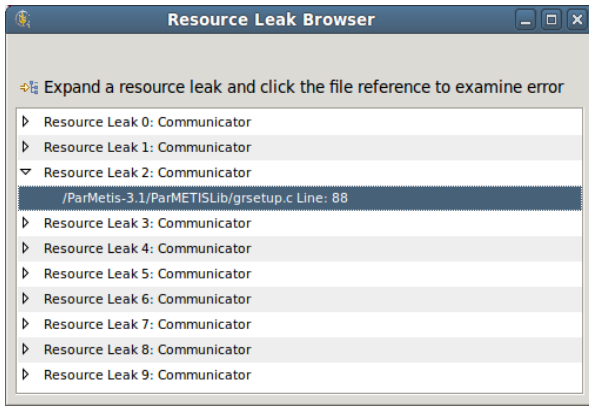 Resource Leak Browser
Expand a resource leak and click the file reference to examine error
Resource Leak 0: Communicator
Resource Leak 1: Communicator
Resource Leak 2: Communicator
/ParMetis-3.1/ParMETISLib/grsetup.c Line: 88
Resource Leak 3: Communicator
Resource Leak 4: Communicator
Resource Leak 5: Communicator
Resource Leak 6: Communicator
Resource Leak 7: Communicator
Resource Leak 8: Communicator
Resource Leak 9: Communicator